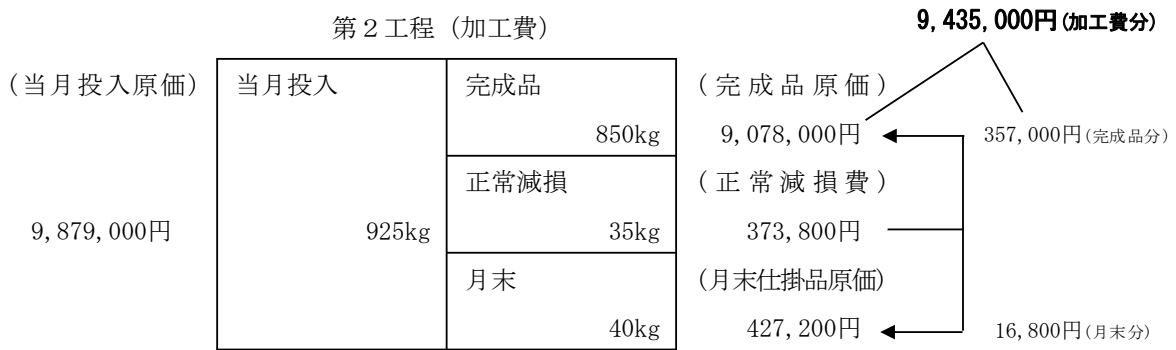 9,435,000円(加工費分)
第2工程(加工費)
(当月投入原価) 当月投入 完成品 (完成品原価)
850kg 9,078,000円 357,000円(完成品分)
正常減損 (正常減損費)
9,879,000円 925kg 35kg 373,800円
月末 (月末仕掛品原価)
40kg 427,200円 16,800円(月末分)